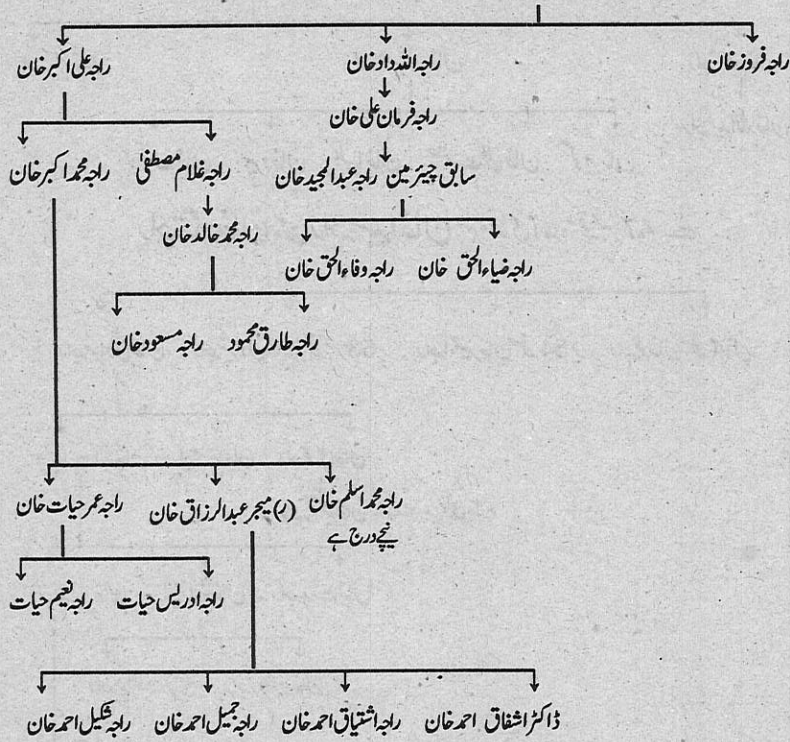 راجہ فروز خان راجہ اللہ داد خان راجہ علی اکبر خان
راجہ فرمان علی خان
سابق چیئرمین راجہ عبدالمجید خان راجہ غلام مصطفیٰ راجہ محمد اکبر خان
راجہ محمد خالد خان
راجہ ضیاء الحق خان راجہ وفاء الحق خان
راجہ طارق محمود راجہ مسعود خان
راجہ محمد اسلم خان (ر) میجر عبدالرزاق خان راجہ عمر حیات خان
نیچے درج ہے
راجہ ادریس حیات راجہ نعیم حیات
ڈاکٹر اشفاق احمد خان راجہ اشتیاق احمد خان راجہ جمیل احمد خان راجہ شکیل احمد خان